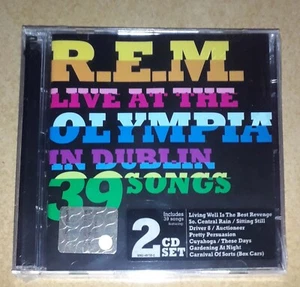 R.E.M.
LIVE AT THE
OLYMPIA
IN DUBLIN
39 SONGS
Includes
39 songs
2
CD
SET
Living Well Is The Best Revenge
So. Central Rain / Sitting Still
Driver 8 / Auctioneer
Pretty Persuasion
Cuyahoga / These Days
Gardening At Night
Carnival Of Sorts (Box Cars)